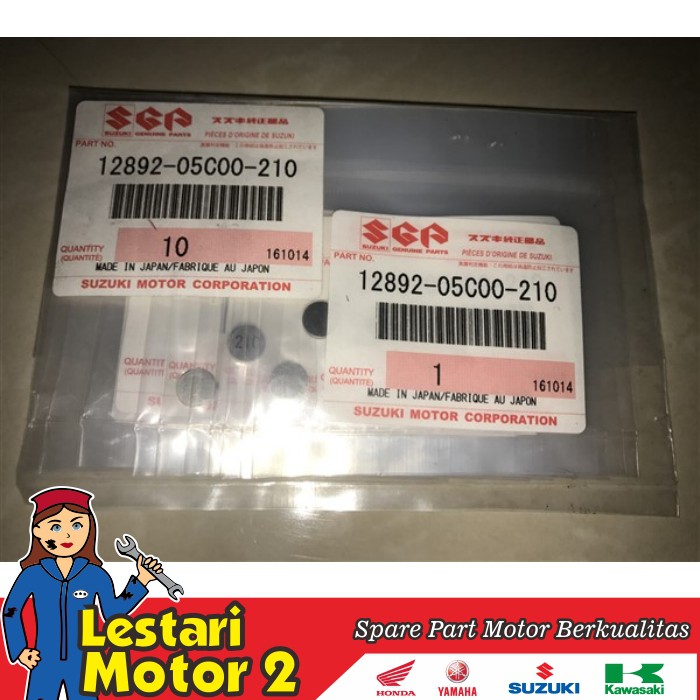 SGP
SUZUKI GENUINE PARTS
スズキ純正部品
PIÈCES D'ORIGINE DE SUZUKI
PART NO.
12892-05C00-210
QUANTITY
(QUANTITÉ)
10
161014
MADE IN JAPAN/FABRIQUE AU JAPON
SUZUKI MOTOR CORPORATION
SGP
SUZUKI GENUINE PARTS
スズキ純正部品
PIÈCES D'ORIGINE DE SUZUKI
PART NO.
12892-05C00-210
QUANTITY
(QUANTITÉ)
1
161014
MADE IN JAPAN/FABRIQUE AU JAPON
SUZUKI MOTOR CORPORATION
210
QUANTIT
(QUANTITÉ)
QUANTITY
(QUANTITÉ)
Lestari
Motor 2
Spare Part Motor Berkualitas
HONDA
YAMAHA
SUZUKI
Kawasaki